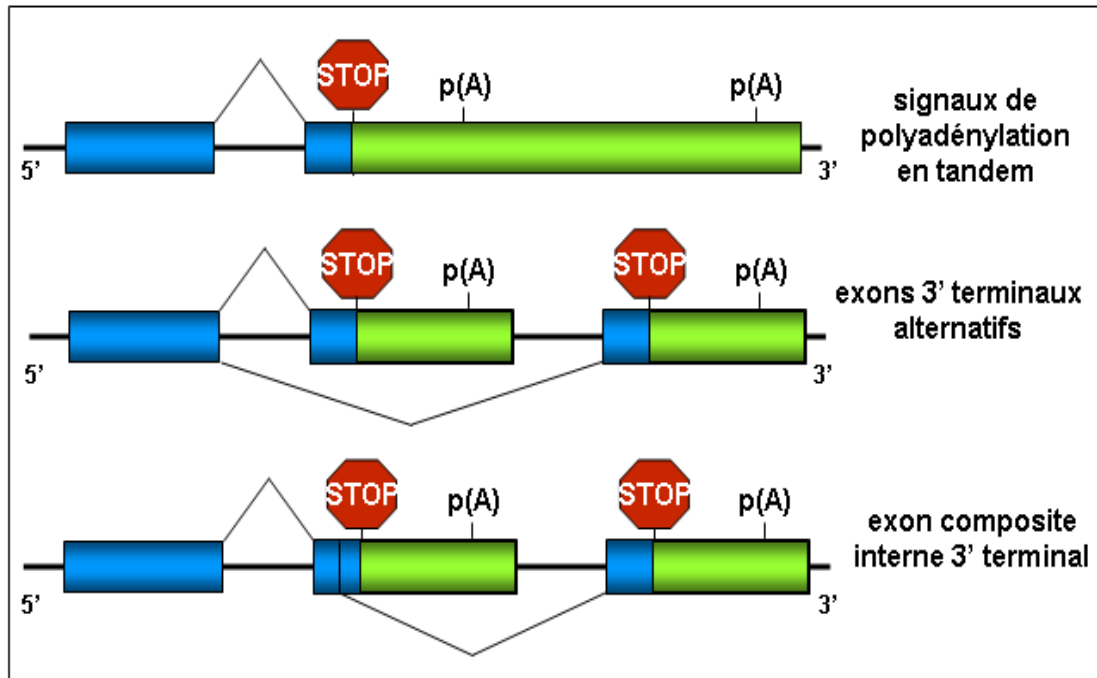 STOP
p(A)
p(A)
signaux de
polyadénylation
en tandem
5'
3'
STOP
STOP
p(A)
p(A)
exons 3' terminaux
alternatifs
5'
3'
STOP
STOP
p(A)
p(A)
exon composite
interne 3' terminal
5'
3'